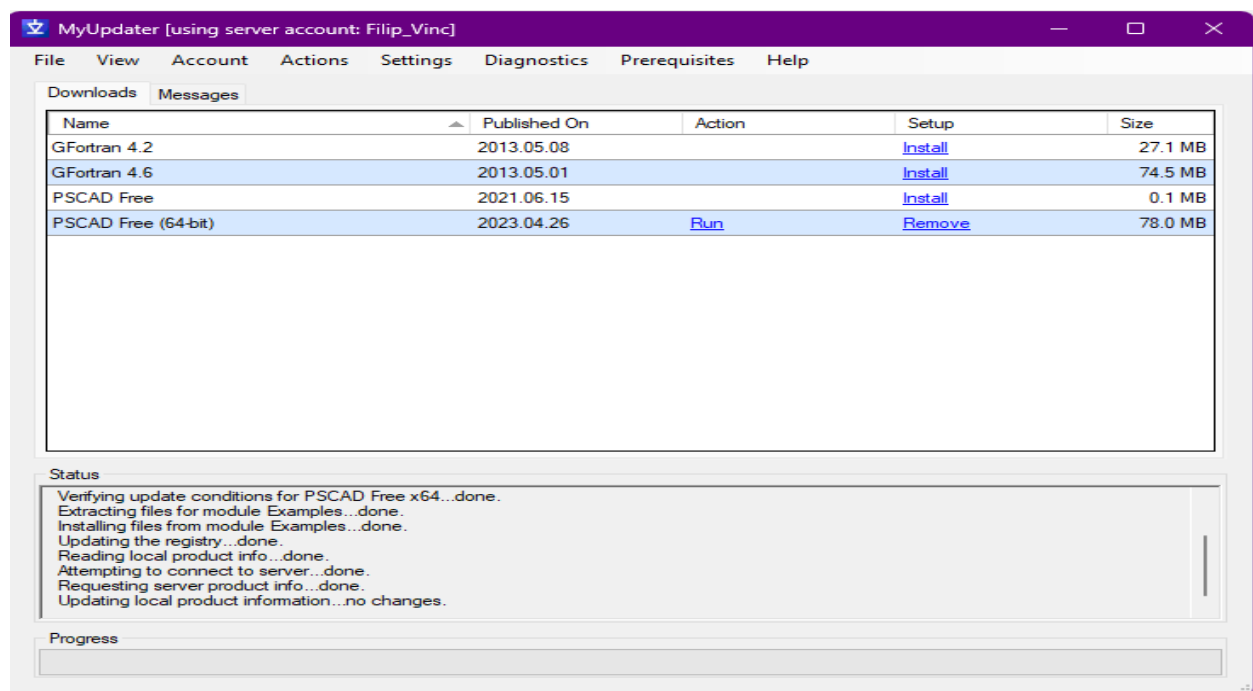 MyUpdater [using server account: Filip_Vinc]
File View Account Actions Settings Diagnostics Prerequisites Help
Downloads Messages
Name Published On Action Setup Size
GFortran 4.2 2013.05.08 Install 27.1 MB
GFortran 4.6 2013.05.01 Install 74.5 MB
PSCAD Free 2021.06.15 Install 0.1 MB
PSCAD Free (64-bit) 2023.04.26 Run Remove 78.0 MB
Status
Verifying update conditions for PSCAD Free x64...done.
Extracting files for module Examples...done.
Installing files from module Examples...done.
Updating the registry...done.
Reading local product info...done.
Attempting to connect to server...done.
Requesting server product info...done.
Updating local product information...no changes.
Progress